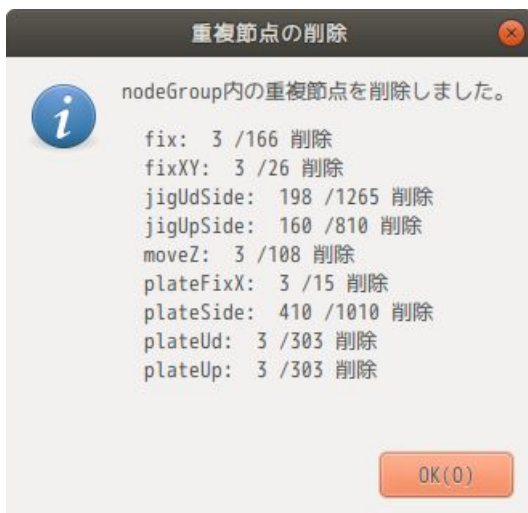 重複節点の削除
nodeGroup内の重複節点を削除しました。
fix: 3 /166 削除
fixXY: 3 /26 削除
jigUdSide: 198 /1265 削除
jigUpSide: 160 /810 削除
moveZ: 3 /108 削除
plateFixX: 3 /15 削除
plateSide: 410 /1010 削除
plateUd: 3 /303 削除
plateUp: 3 /303 削除
OK(O)